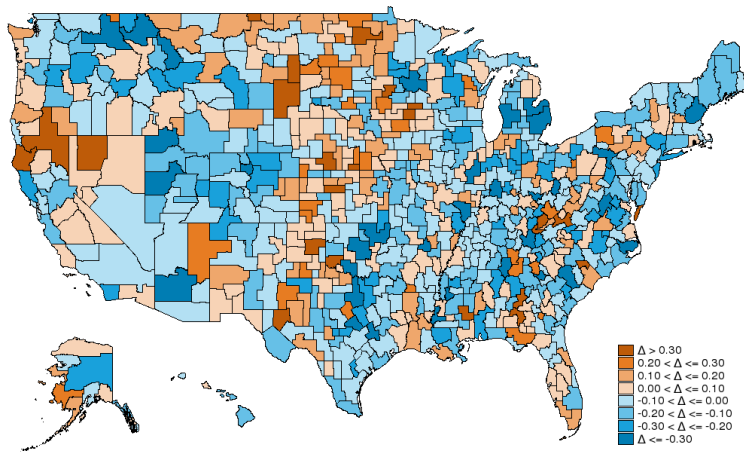 Δ > 0.30
0.20 < Δ <= 0.30
0.10 < Δ <= 0.20
0.00 < Δ <= 0.10
-0.10 < Δ <= 0.00
-0.20 < Δ <= -0.10
-0.30 < Δ <= -0.20
Δ <= -0.30